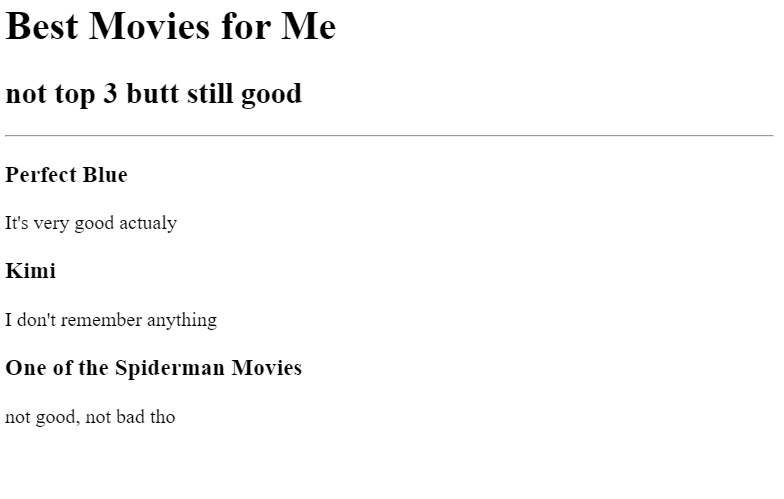 Best Movies for Me
not top 3 butt still good
Perfect Blue
It's very good actualy
Kimi
I don't remember anything
One of the Spiderman Movies
not good, not bad tho